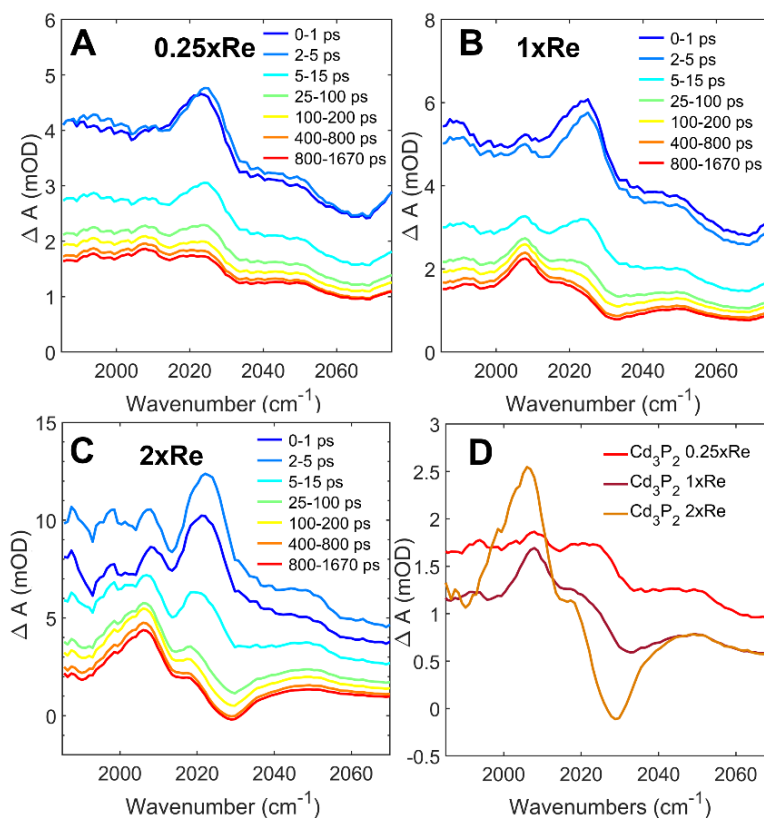 A
0.25xRe
0-1 ps
2-5 ps
5-15 ps
25-100 ps
100-200 ps
400-800 ps
800-1670 ps
6
5
4
3
2
1
0
Δ A (mOD)
2000
2020
2040
2060
Wavenumber (cm⁻¹)
B
1xRe
0-1 ps
2-5 ps
5-15 ps
25-100 ps
100-200 ps
400-800 ps
800-1670 ps
8
6
4
2
0
Δ A (mOD)
2000
2020
2040
2060
Wavenumber (cm⁻¹)
C
2xRe
0-1 ps
2-5 ps
5-15 ps
25-100 ps
100-200 ps
400-800 ps
800-1670 ps
15
10
5
0
Δ A (mOD)
2000
2020
2040
2060
Wavenumber (cm⁻¹)
D
Cd₃P₂ 0.25xRe
Cd₃P₂ 1xRe
Cd₃P₂ 2xRe
3
2.5
2
1.5
1
0.5
0
-0.5
Δ A (mOD)
2000
2020
2040
2060
Wavenumbers (cm⁻¹)